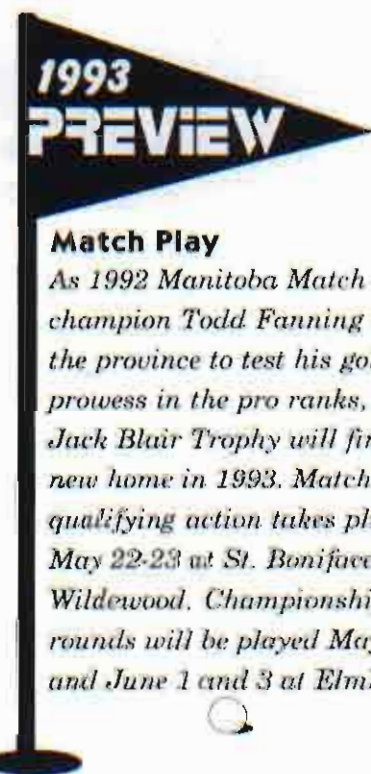 1993
PREVIEW
Match Play
As 1992 Manitoba Match
champion Todd Fanning
the province to test his go
prowess in the pro ranks,
Jack Blair Trophy will fin
new home in 1993. Match
qualifying action takes pl
May 22-23 at St. Boniface
Wildewood. Championshi
rounds will be played May
and June 1 and 3 at Elm